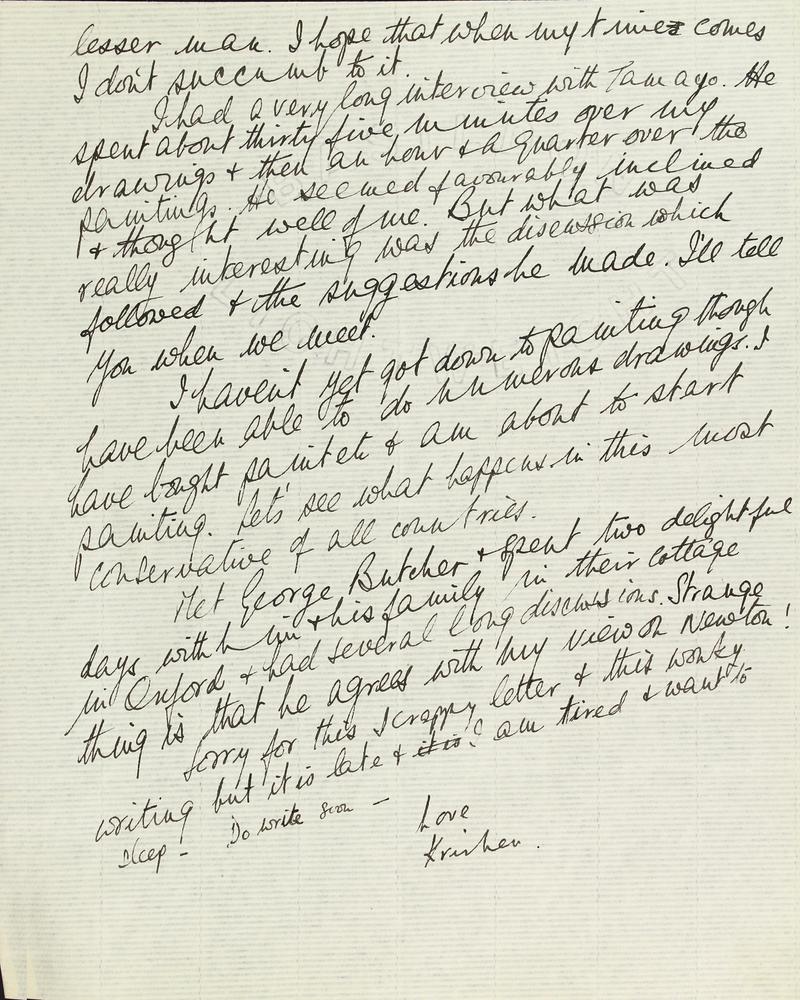 lesser man. I hope that when my time comes
I don't succumb to it.
I had a very long interview with Tamayo. He
spent about thirty five minutes over my
drawings & then an hour & a quarter over the
paintings. He seemed favourably inclined
& thought well of me. But what was
really interesting was the discussion which
followed & the suggestions he made. I'll tell
you when we meet.
I haven't yet got down to painting though
have been able to do numerous drawings. I
have bought paint etc & am about to start
painting. Let's see what happens in this most
conservative of all countries.
Met George Butcher & spent two delightful
days with him & his family in their cottage
in Oxford & had several long discussions. Strange
thing is that he agrees with my view on Newton!
Sorry for this scrappy letter & this wonky
writing but it is late & it is I am tired & want to
sleep – Do write soon –
Love
Krishen.